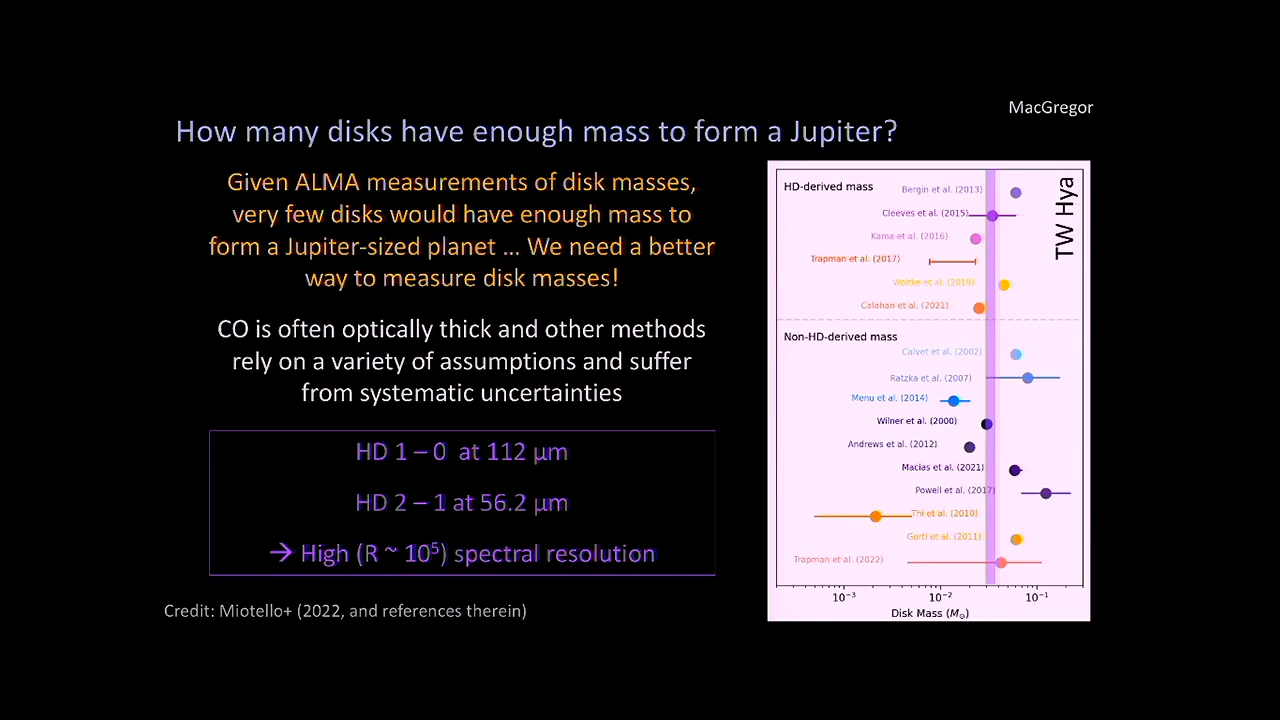 MacGregor
How many disks have enough mass to form a Jupiter?
Given ALMA measurements of disk masses,
very few disks would have enough mass to
form a Jupiter-sized planet ... We need a better
way to measure disk masses!
CO is often optically thick and other methods
rely on a variety of assumptions and suffer
from systematic uncertainties
HD 1 – 0 at 112 μm
HD 2 – 1 at 56.2 μm
→ High (R ~ 10⁵) spectral resolution
Credit: Miotello+ (2022, and references therein)
TW Hya
HD-derived mass
Bergin et al. (2013)
Cleeves et al. (2015)
Kama et al. (2016)
Trapman et al. (2017)
Woitke et al. (2019)
Calahan et al. (2021)
Non-HD-derived mass
Calvet et al. (2002)
Ratzka et al. (2007)
Menu et al. (2014)
Wilner et al. (2000)
Andrews et al. (2012)
Macias et al. (2021)
Powell et al. (2017)
Thi et al. (2010)
Gorti et al. (2011)
Trapman et al. (2022)
10⁻³ 10⁻² 10⁻¹
Disk Mass (M☉)